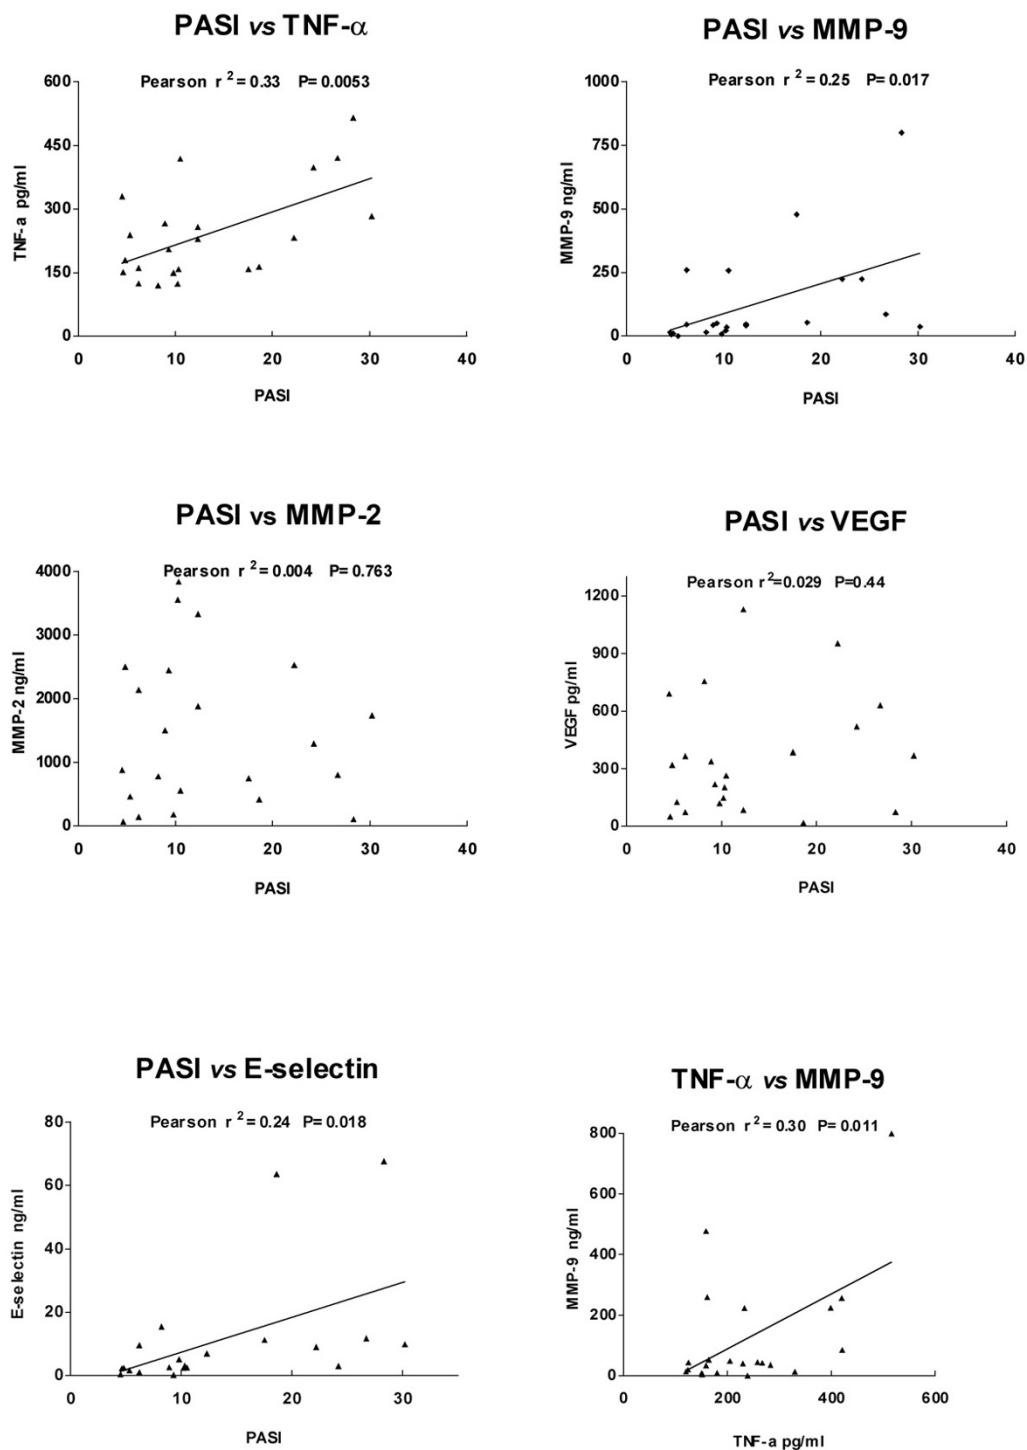 PASI vs TNF-α
Pearson r 2 = 0.33 P= 0.0053
600
450
300
150
0
TNF-a pg/ml
0 10 20 30 40
PASI
PASI vs MMP-9
Pearson r 2 = 0.25 P= 0.017
1000
750
500
250
0
MMP-9 ng/ml
0 10 20 30 40
PASI
PASI vs MMP-2
Pearson r 2 = 0.004 P= 0.763
4000
3000
2000
1000
0
MMP-2 ng/ml
0 10 20 30 40
PASI
PASI vs VEGF
Pearson r2=0.029 P=0.44
1200
900
600
300
0
VEGF pg/ml
0 10 20 30 40
PASI
PASI vs E-selectin
Pearson r 2 = 0.24 P= 0.018
80
60
40
20
0
E-selectin ng/ml
0 10 20 30
PASI
TNF-α vs MMP-9
Pearson r 2 = 0.30 P= 0.011
800
600
400
200
0
MMP-9 ng/ml
0 200 400 600
TNF-a pg/ml